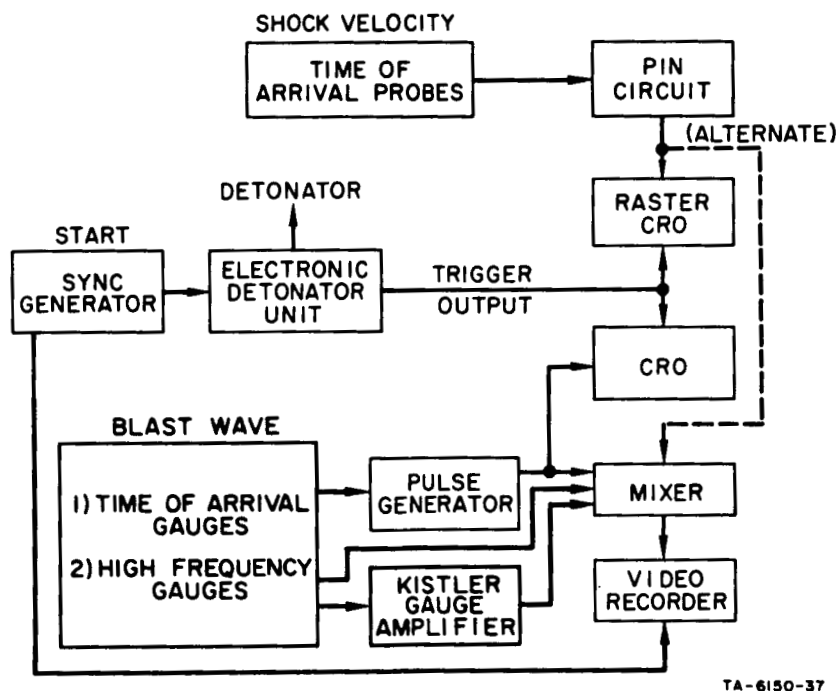 SHOCK VELOCITY
TIME OF
ARRIVAL PROBES
PIN
CIRCUIT
(ALTERNATE)
DETONATOR
RASTER
CRO
START
SYNC
GENERATOR
ELECTRONIC
DETONATOR
UNIT
TRIGGER
OUTPUT
CRO
BLAST WAVE
1) TIME OF ARRIVAL
GAUGES
2) HIGH FREQUENCY
GAUGES
PULSE
GENERATOR
MIXER
KISTLER
GAUGE
AMPLIFIER
VIDEO
RECORDER
TA-6150-37